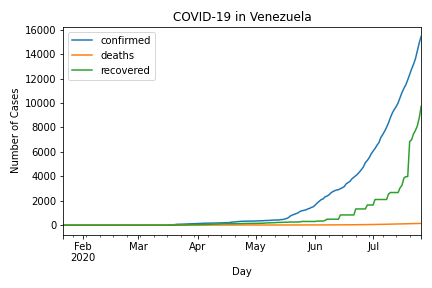 COVID-19 in Venezuela
confirmed
deaths
recovered
Number of Cases
16000
14000
12000
10000
8000
6000
4000
2000
0
Feb
2020
Mar
Apr
May
Jun
Jul
Day